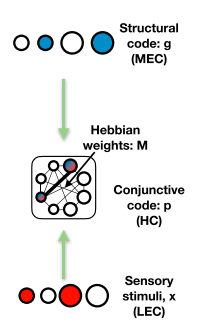 Structural
code: g
(MEC)
Hebbian
weights: M
Conjunctive
code: p
(HC)
Sensory
stimuli, x
(LEC)